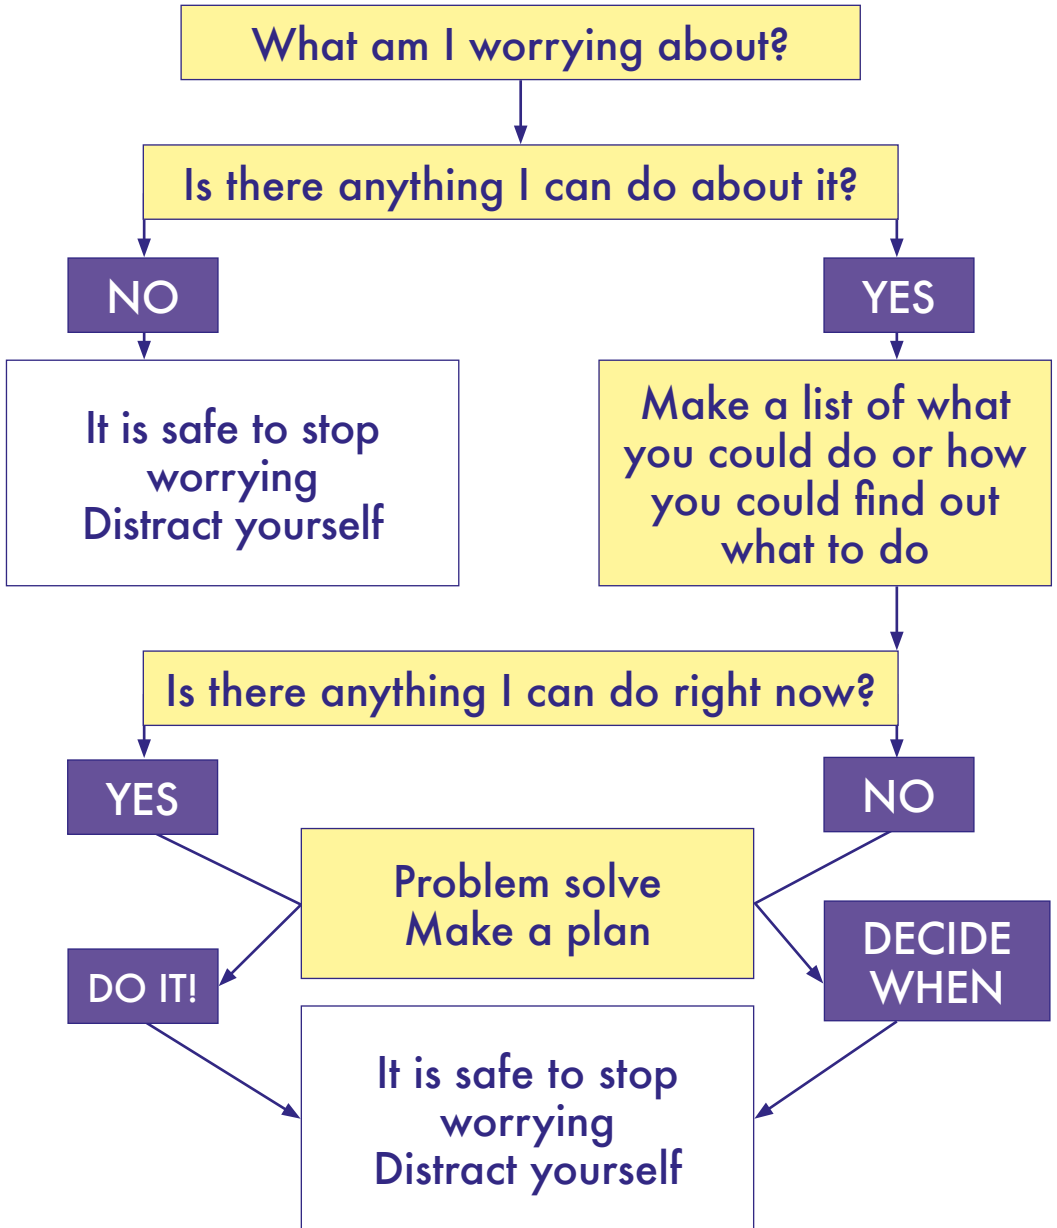 What am I worrying about?
Is there anything I can do about it?
NO
YES
It is safe to stop
worrying
Distract yourself
Make a list of what
you could do or how
you could find out
what to do
Is there anything I can do right now?
YES
NO
Problem solve
Make a plan
DO IT!
DECIDE
WHEN
It is safe to stop
worrying
Distract yourself